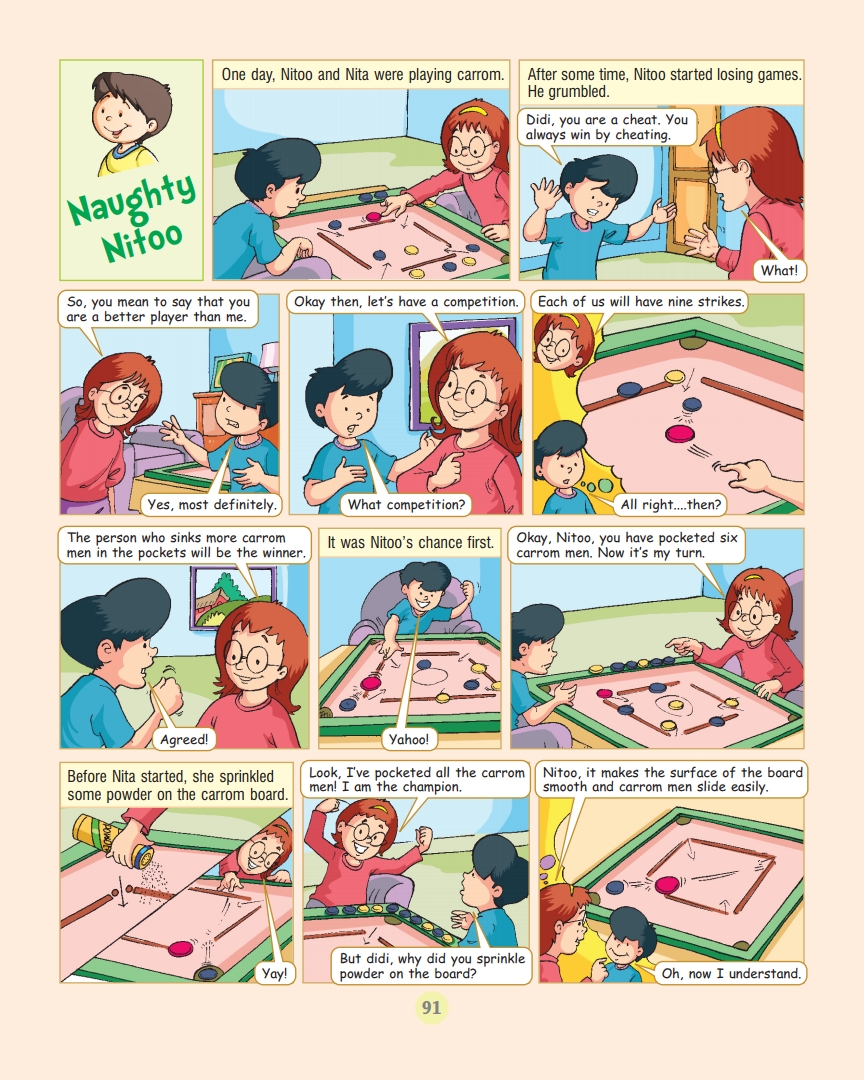 Naughty
Nitoo
One day, Nitoo and Nita were playing carrom.
After some time, Nitoo started losing games.
He grumbled.
Didi, you are a cheat. You
always win by cheating.
What!
So, you mean to say that you
are a better player than me.
Yes, most definitely.
Okay then, let's have a competition.
What competition?
Each of us will have nine strikes.
All right....then?
The person who sinks more carrom
men in the pockets will be the winner.
Agreed!
It was Nitoo's chance first.
Yahoo!
Okay, Nitoo, you have pocketed six
carrom men. Now it's my turn.
Before Nita started, she sprinkled
some powder on the carrom board.
POWDER
Yay!
Look, I've pocketed all the carrom
men! I am the champion.
But didi, why did you sprinkle
powder on the board?
Nitoo, it makes the surface of the board
smooth and carrom men slide easily.
Oh, now I understand.
91